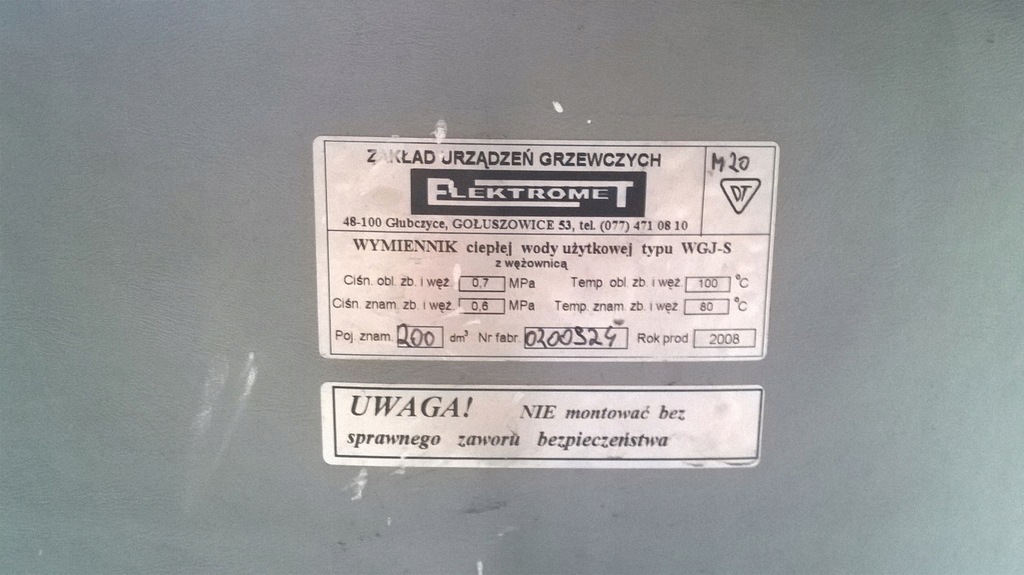 ZAKŁAD URZĄDZEŃ GRZEWCZYCH
ELEKTROMET
48-100 Głubczyce, GOŁUSZOWICE 53, tel. (077) 471 08 10
M20
DT
WYMIENNIK ciepłej wody użytkowej typu WGJ-S
z wężownicą
Ciśn. obl. zb. i węż. 0,7 MPa Temp obl. zb. i węż. 100 °C
Ciśn. znam. zb. i węż. 0,6 MPa Temp. znam. zb. i węż 80 °C
Poj. znam. 200 dm³ Nr fabr. 0200924 Rok prod 2008
UWAGA! NIE montować bez
sprawnego zaworu bezpieczeństwa